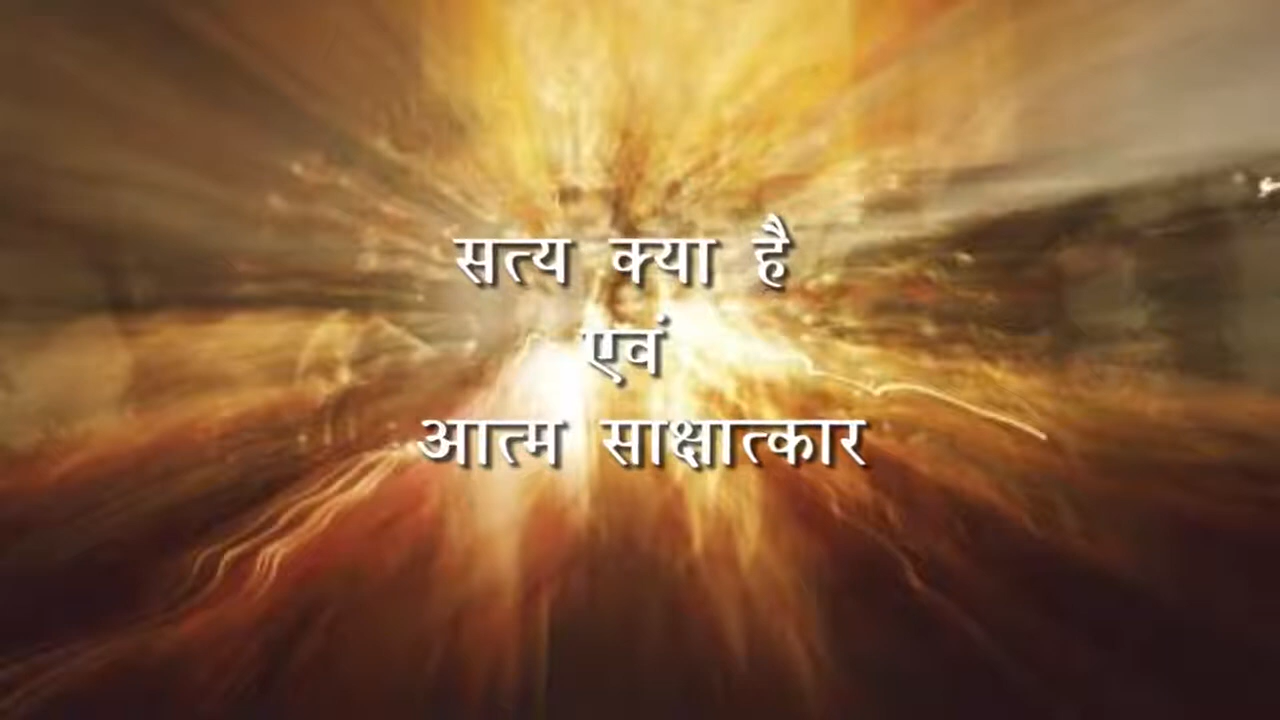 सत्य क्या है
एवं
आत्म साक्षात्कार